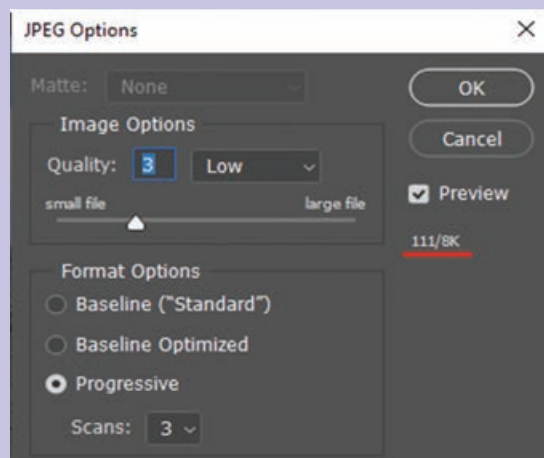 JPEG Options
Matte: None
Image Options
Quality: 3 Low
small file large file
Format Options
Baseline ("Standard")
Baseline Optimized
Progressive
Scans: 3
OK
Cancel
Preview
111/8K